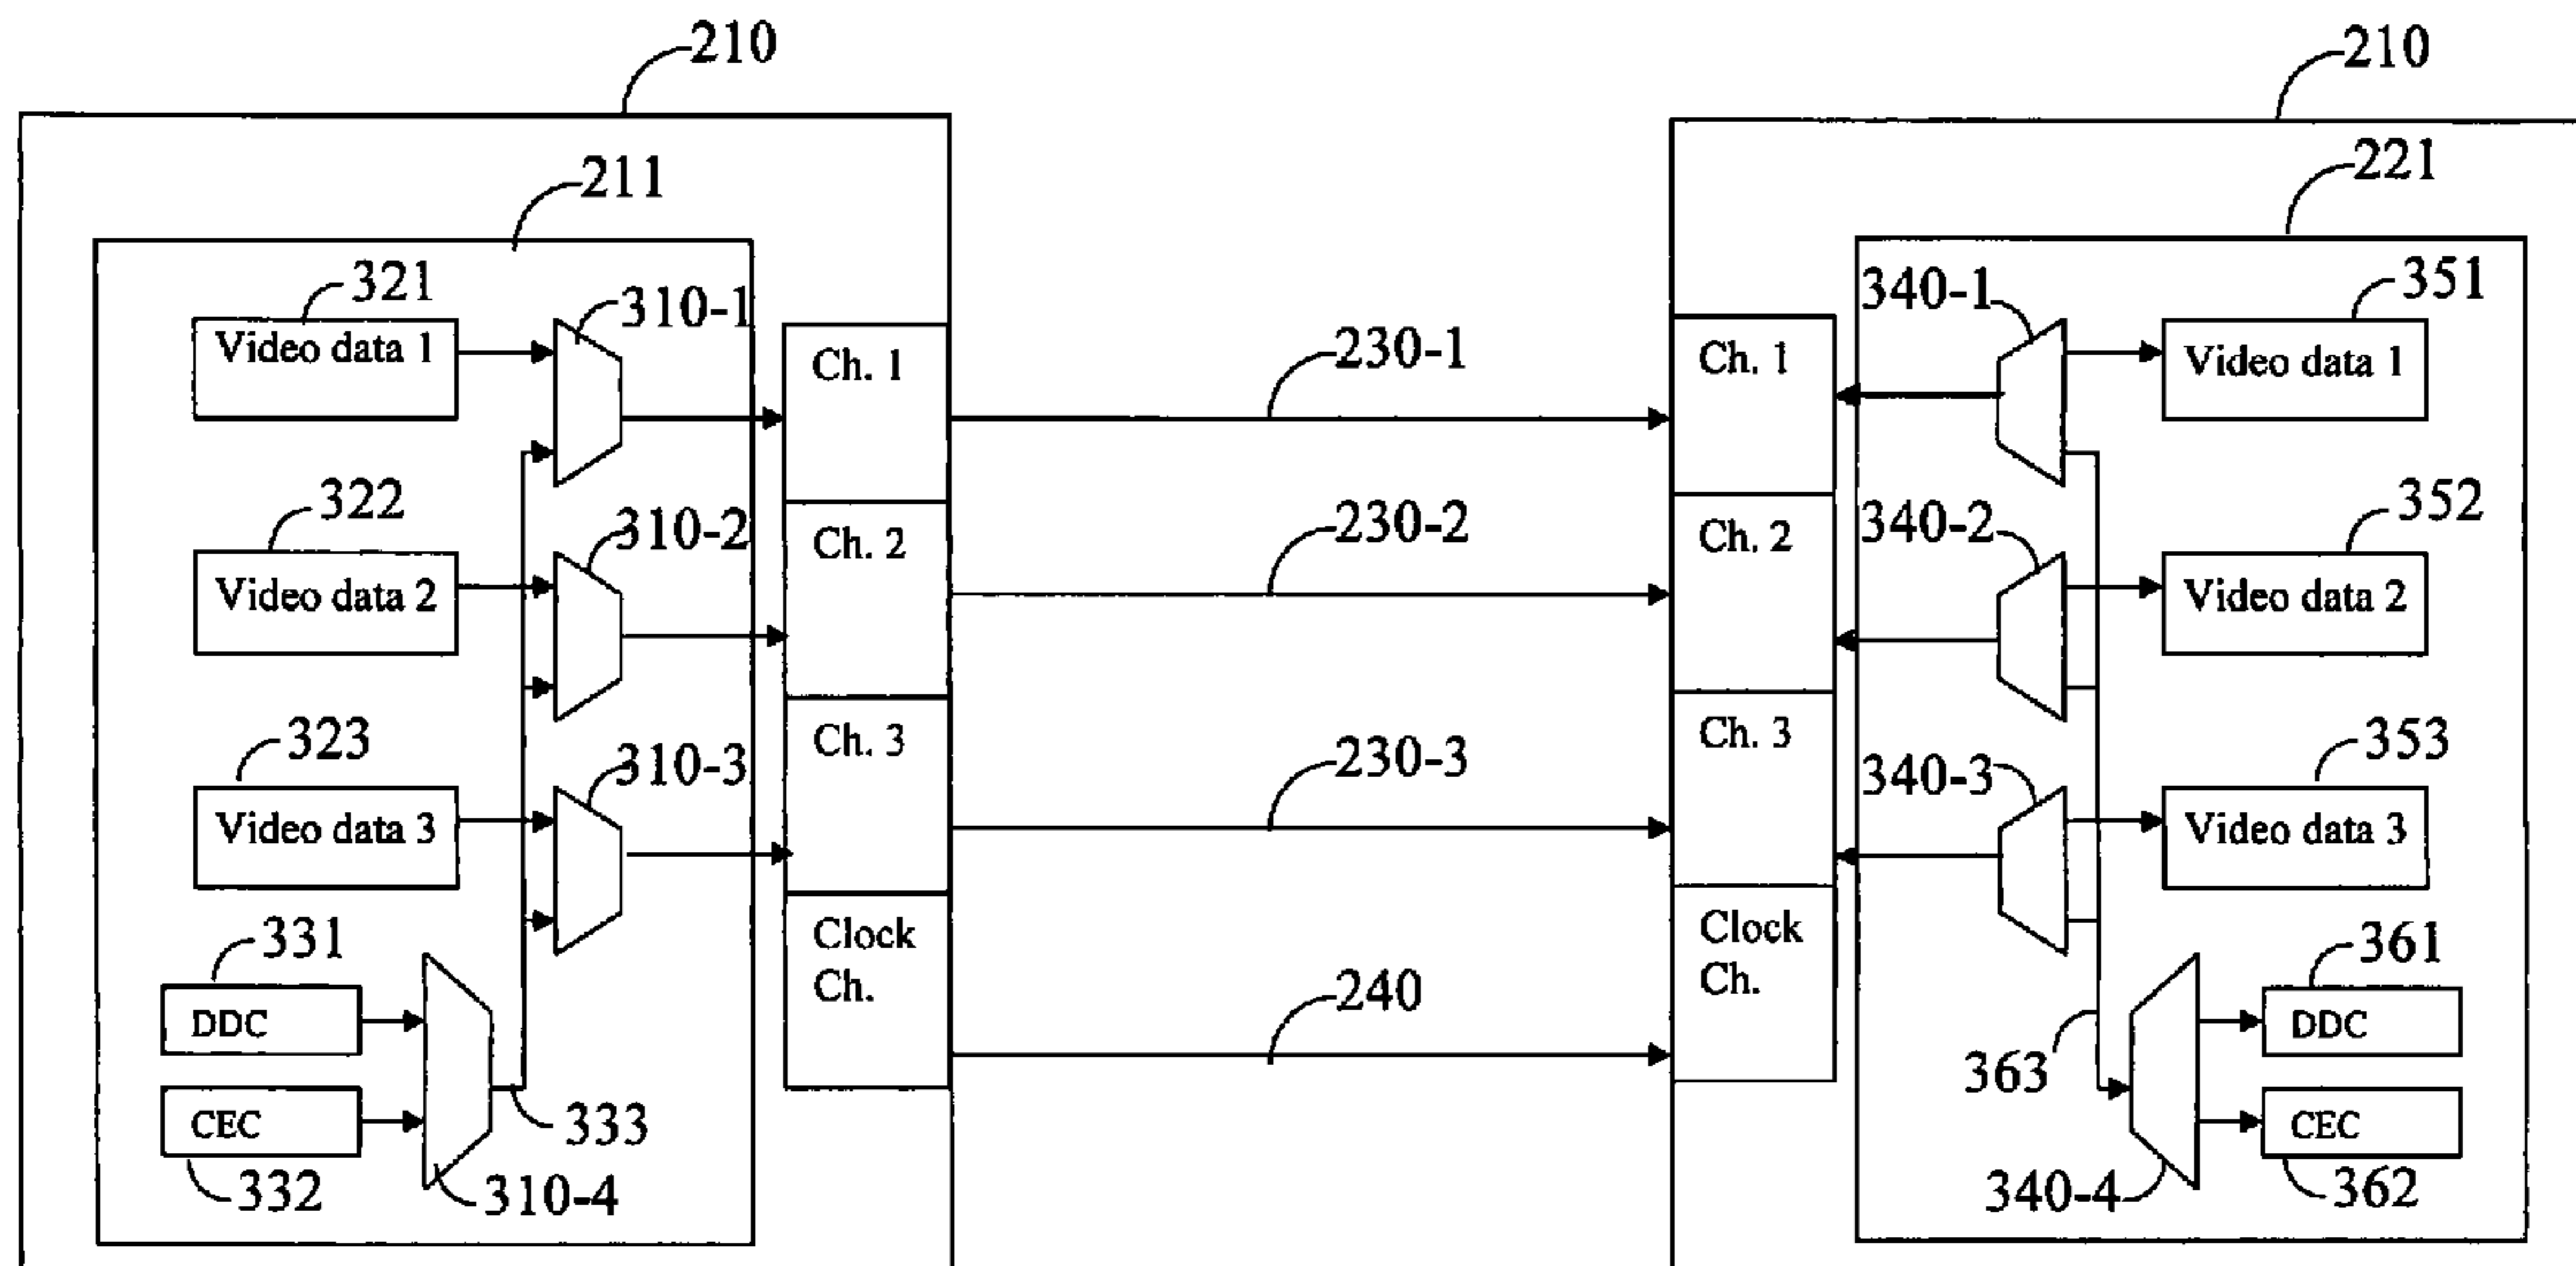 210
210
211
221
321
310-1
340-1
351
Video data 1
Ch. 1
230-1
Ch. 1
Video data 1
322
310-2
340-2
352
Video data 2
Ch. 2
230-2
Ch. 2
Video data 2
323
310-3
340-3
353
Video data 3
Ch. 3
230-3
Ch. 3
Video data 3
331
Clock
Ch.
240
Clock
Ch.
361
DDC
363
DDC
CEC
333
CEC
332
310-4
340-4
362